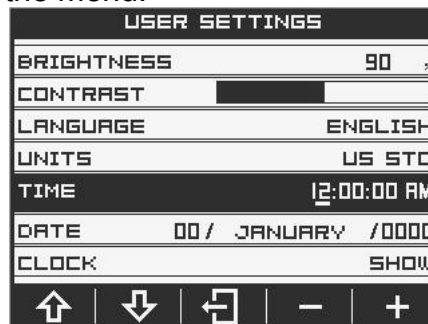 the menu.
USER SETTINGS
BRIGHTNESS 90
CONTRAST
LANGUAGE ENGLISH
UNITS US STD
TIME 12:00:00 AM
DATE 00 / JANUARY / 0000
CLOCK SHOW